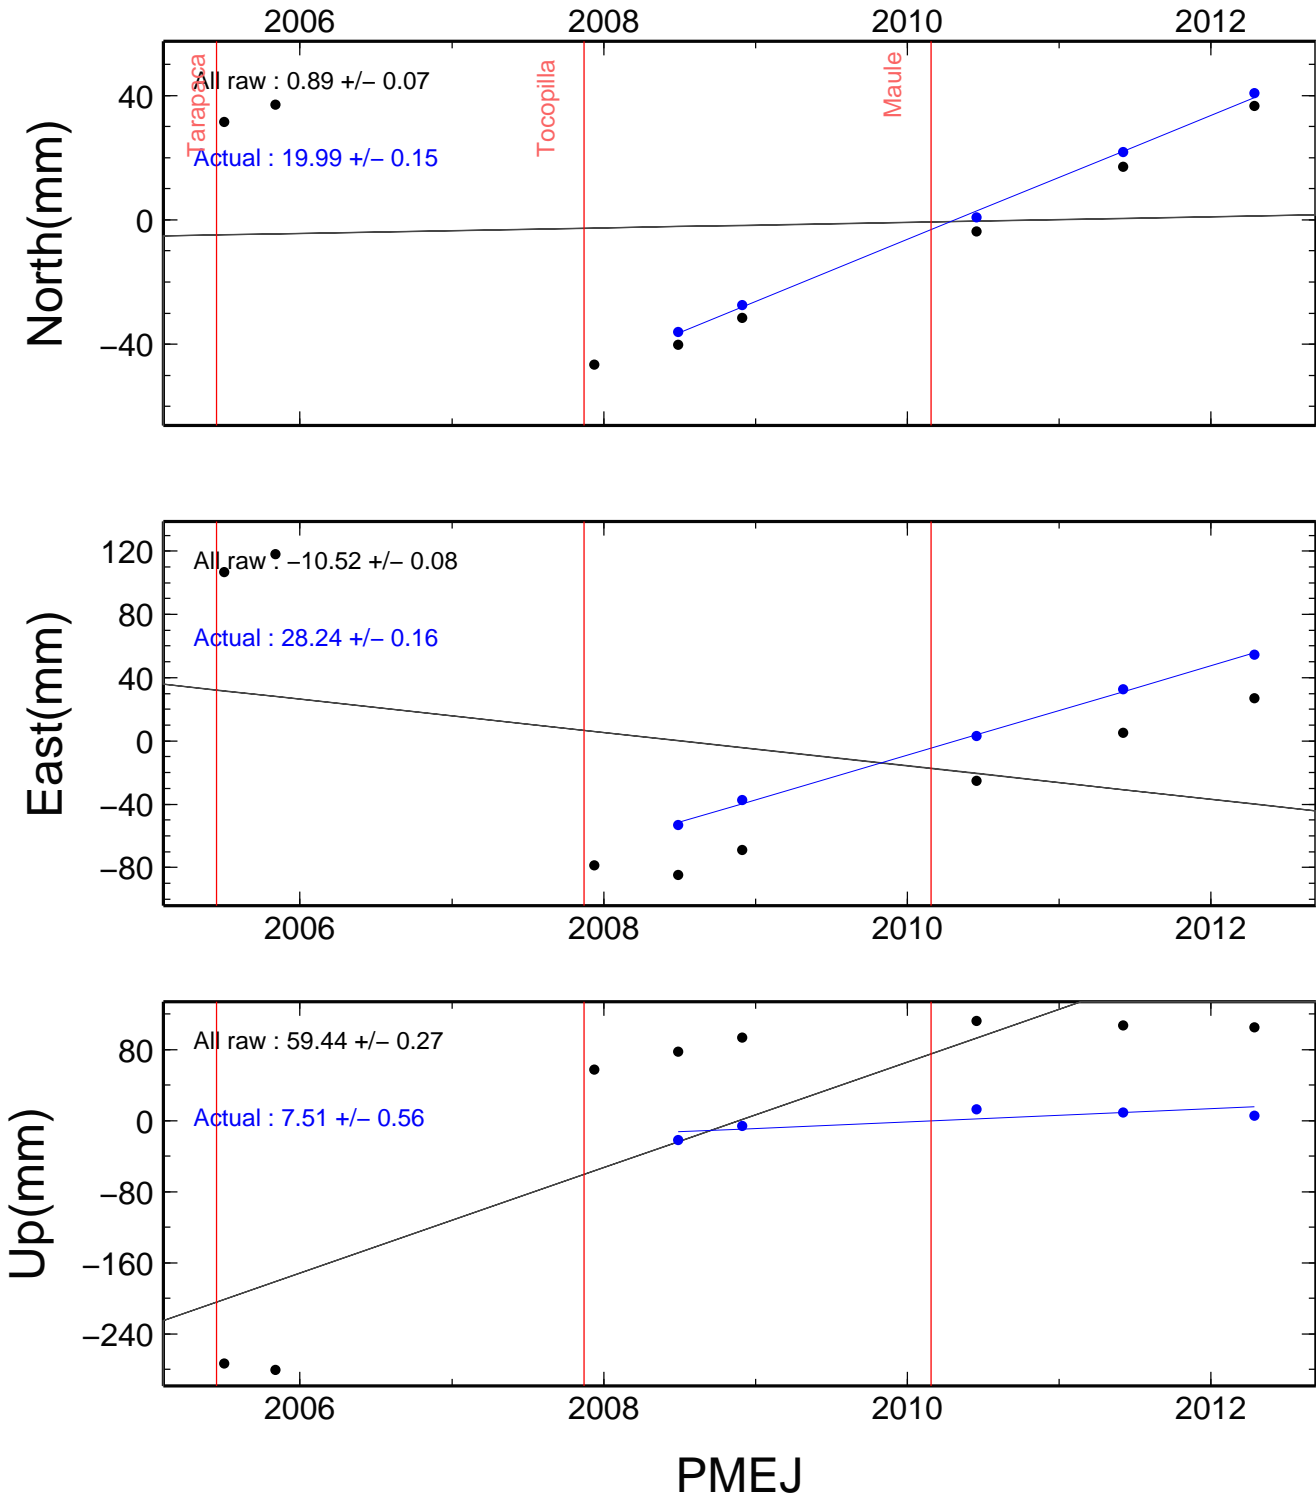 2006 2008 2010 2012
Tarapaca
Tocopilla
Maule
All raw : 0.89 +/− 0.07
Actual : 19.99 +/− 0.15
North(mm)
40
0
−40
All raw : −10.52 +/− 0.08
Actual : 28.24 +/− 0.16
East(mm)
120
80
40
0
−40
−80
2006 2008 2010 2012
All raw : 59.44 +/− 0.27
Actual : 7.51 +/− 0.56
Up(mm)
80
0
−80
−160
−240
2006 2008 2010 2012
PMEJ